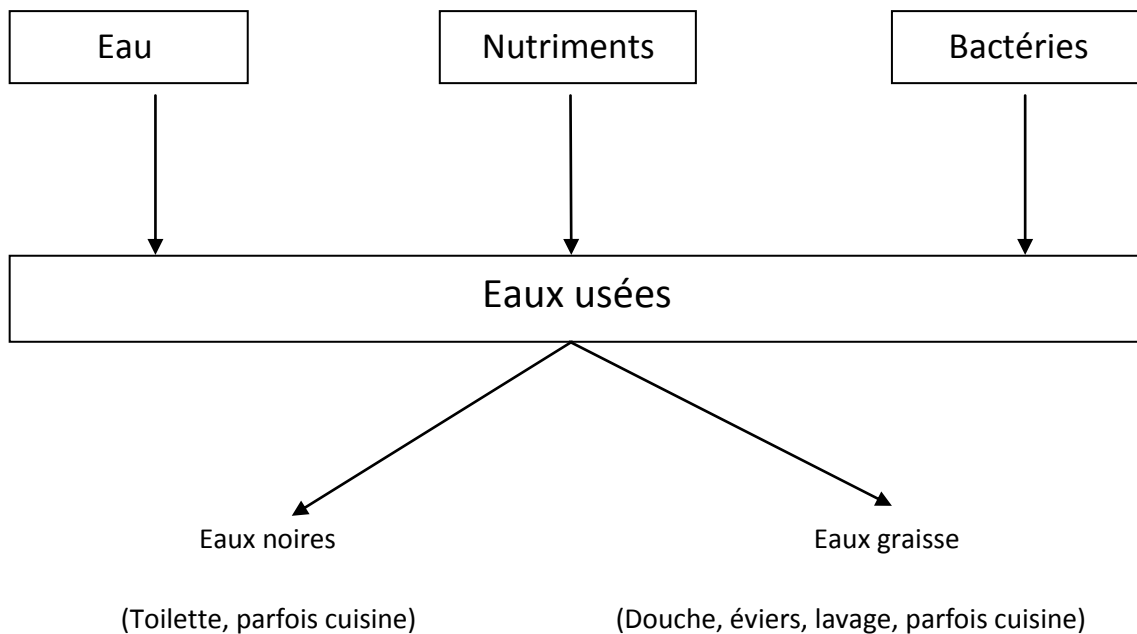 Eau
Nutriments
Bactéries
Eaux usées
Eaux noires
Eaux graisse
(Toilette, parfois cuisine)
(Douche, éviers, lavage, parfois cuisine)